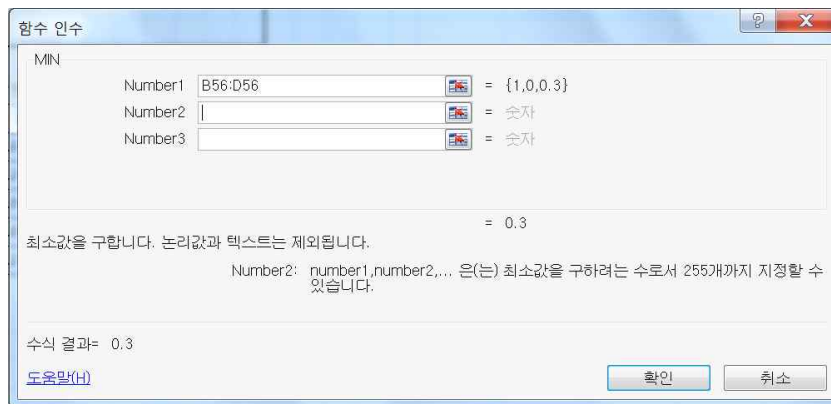 함수 인수
MIN
Number1 B56:D56 = {1,0,0.3}
Number2 = 숫자
Number3 = 숫자
= 0.3
최소값을 구합니다. 논리값과 텍스트는 제외됩니다.
Number2: number1,number2,... 은(는) 최소값을 구하려는 수로서 255개까지 지정할 수
있습니다.
수식 결과= 0.3
도움말(H) 확인 취소